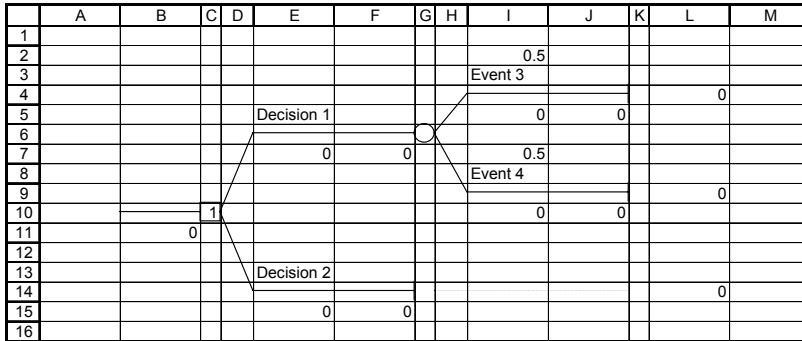 A B C D E F G H I J K L M
1
2 0.5
3 Event 3
4 0
5 Decision 1 0 0
6
7 0 0 0.5
8 Event 4
9 0
10 1 0 0
11 0
12
13 Decision 2
14 0
15 0 0
16